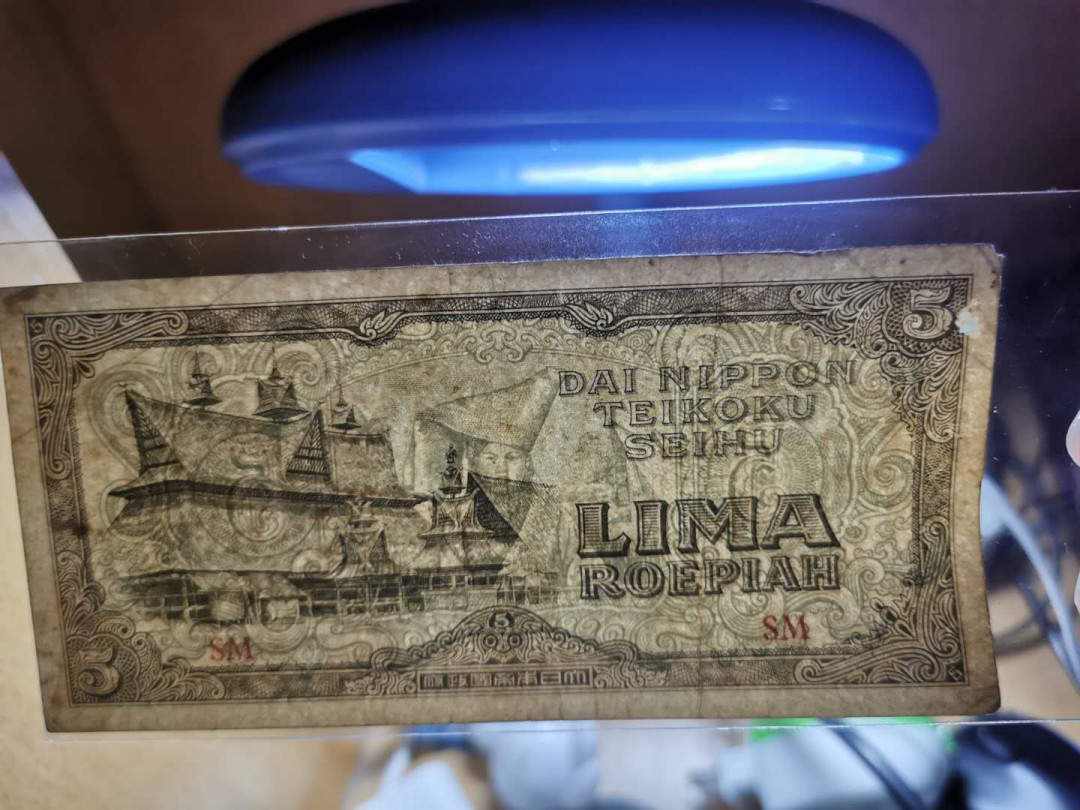 5
DAI NIPPON
TEIKOKU
SEIHU
LIMA
ROEPIAH
SM
SM
5
5
府政國帝本日大